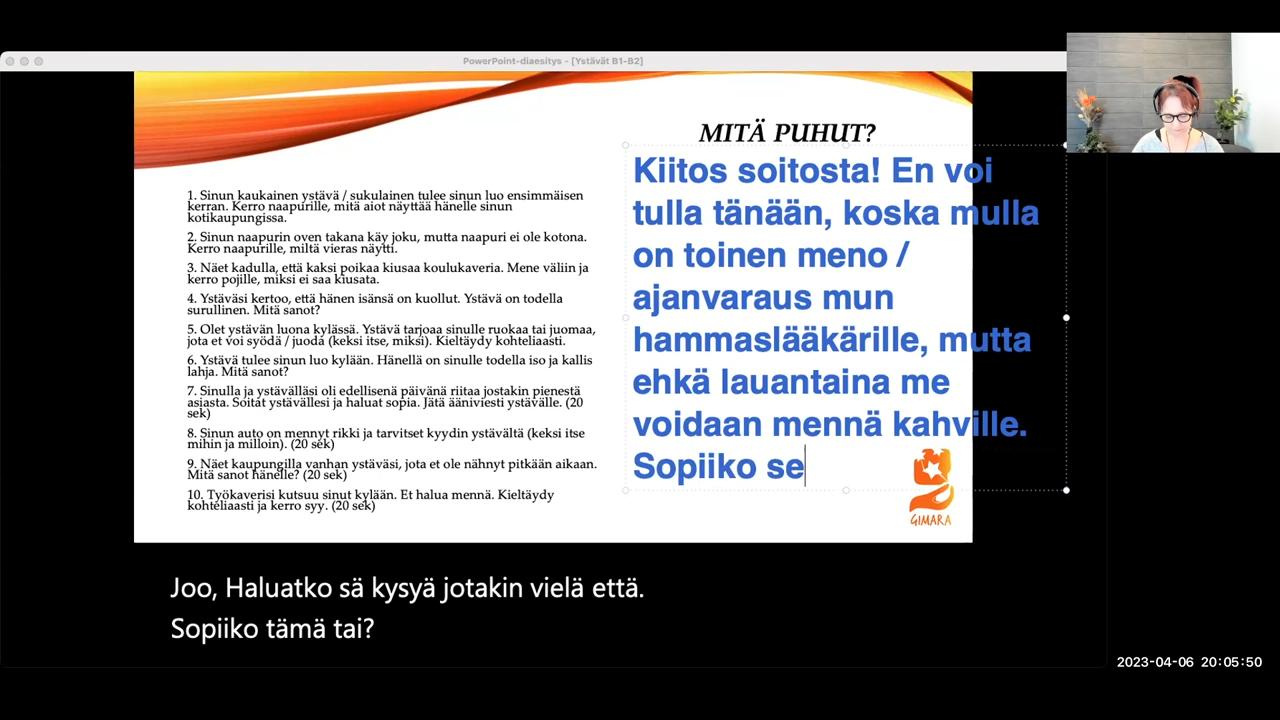 PowerPoint-diaesitys - [Ystävät B1-B2]
MITÄ PUHUT?
1. Sinun kaukainen ystävä / sukulainen tulee sinun luo ensimmäisen
kerran. Kerro naapurille, mitä aiot näyttää hänelle sinun
kotikaupungissa.
2. Sinun naapurin oven takana käy joku, mutta naapuri ei ole kotona.
Kerro naapurille, miltä vieras näytti.
3. Näet kadulla, että kaksi poikaa kiusaa koulukaveria. Mene väliin ja
kerro pojille, miksi ei saa kiusata.
4. Ystäväsi kertoo, että hänen isänsä on kuollut. Ystävä on todella
surullinen. Mitä sanot?
5. Olet ystävän luona kylässä. Ystävä tarjoaa sinulle ruokaa tai juomaa,
jota et voi syödä / juoda (keksi itse, miksi). Kieltäydy kohteliaasti.
6. Ystävä tulee sinun luo kylään. Hänellä on sinulle todella iso ja kallis
lahja. Mitä sanot?
7. Sinulla ja ystävälläsi oli edellisenä päivänä riitaa jostakin pienestä
asiasta. Soitat ystävällesi ja haluat sopia. Jätä ääniviesti ystävälle. (20
sek)
8. Sinun auto on mennyt rikki ja tarvitset kyydin ystävältä (keksi itse
mihin ja milloin). (20 sek)
9. Näet kaupungilla vanhan ystäväsi, jota et ole nähnyt pitkään aikaan.
Mitä sanot hänelle? (20 sek)
10. Työkaverisi kutsuu sinut kylään. Et halua mennä. Kieltäydy
kohteliaasti ja kerro syy. (20 sek)
Kiitos soitosta! En voi
tulla tänään, koska mulla
on toinen meno /
ajanvaraus mun
hammaslääkärille, mutta
ehkä lauantaina me
voidaan mennä kahville.
Sopiiko se
GIMARA
Joo, Haluatko sä kysyä jotakin vielä että.
Sopiiko tämä tai?
2023-04-06 20:05:50